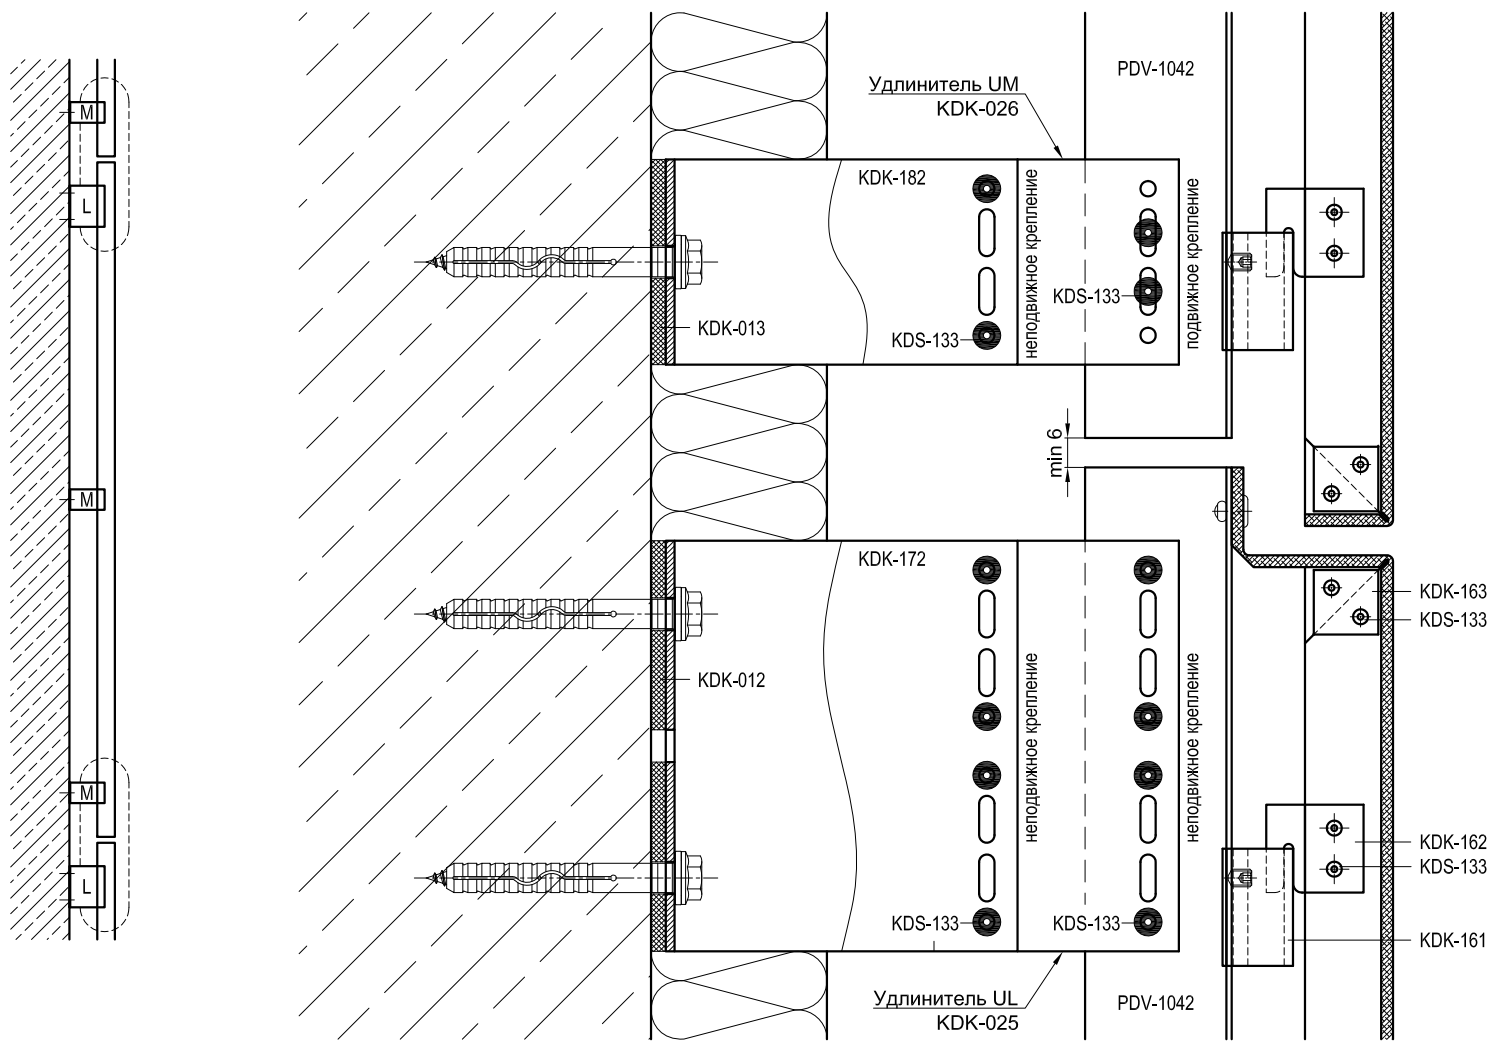 M
L
M
M
L
PDV-1042
Удлинитель UM
KDK-026
KDK-182
неподвижное крепление
подвижное крепление
KDS-133
KDK-013
KDS-133
min 6
KDK-172
KDK-163
KDS-133
KDK-012
неподвижное крепление
неподвижное крепление
KDK-162
KDS-133
KDS-133
KDS-133
KDK-161
Удлинитель UL
KDK-025
PDV-1042